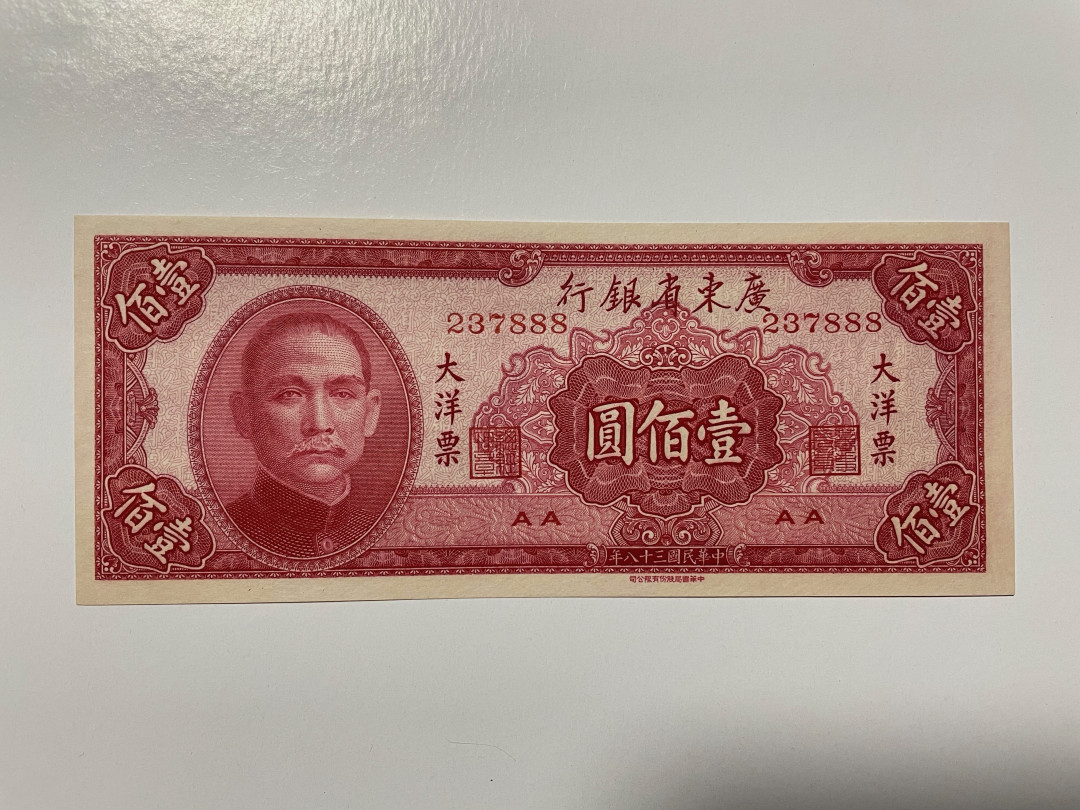 壹佰
壹佰
廣東省銀行
237888
237888
大洋票
大洋票
壹佰圓
AA
AA
壹佰
壹佰
中華民國三十八年
中華書局股份有限公司